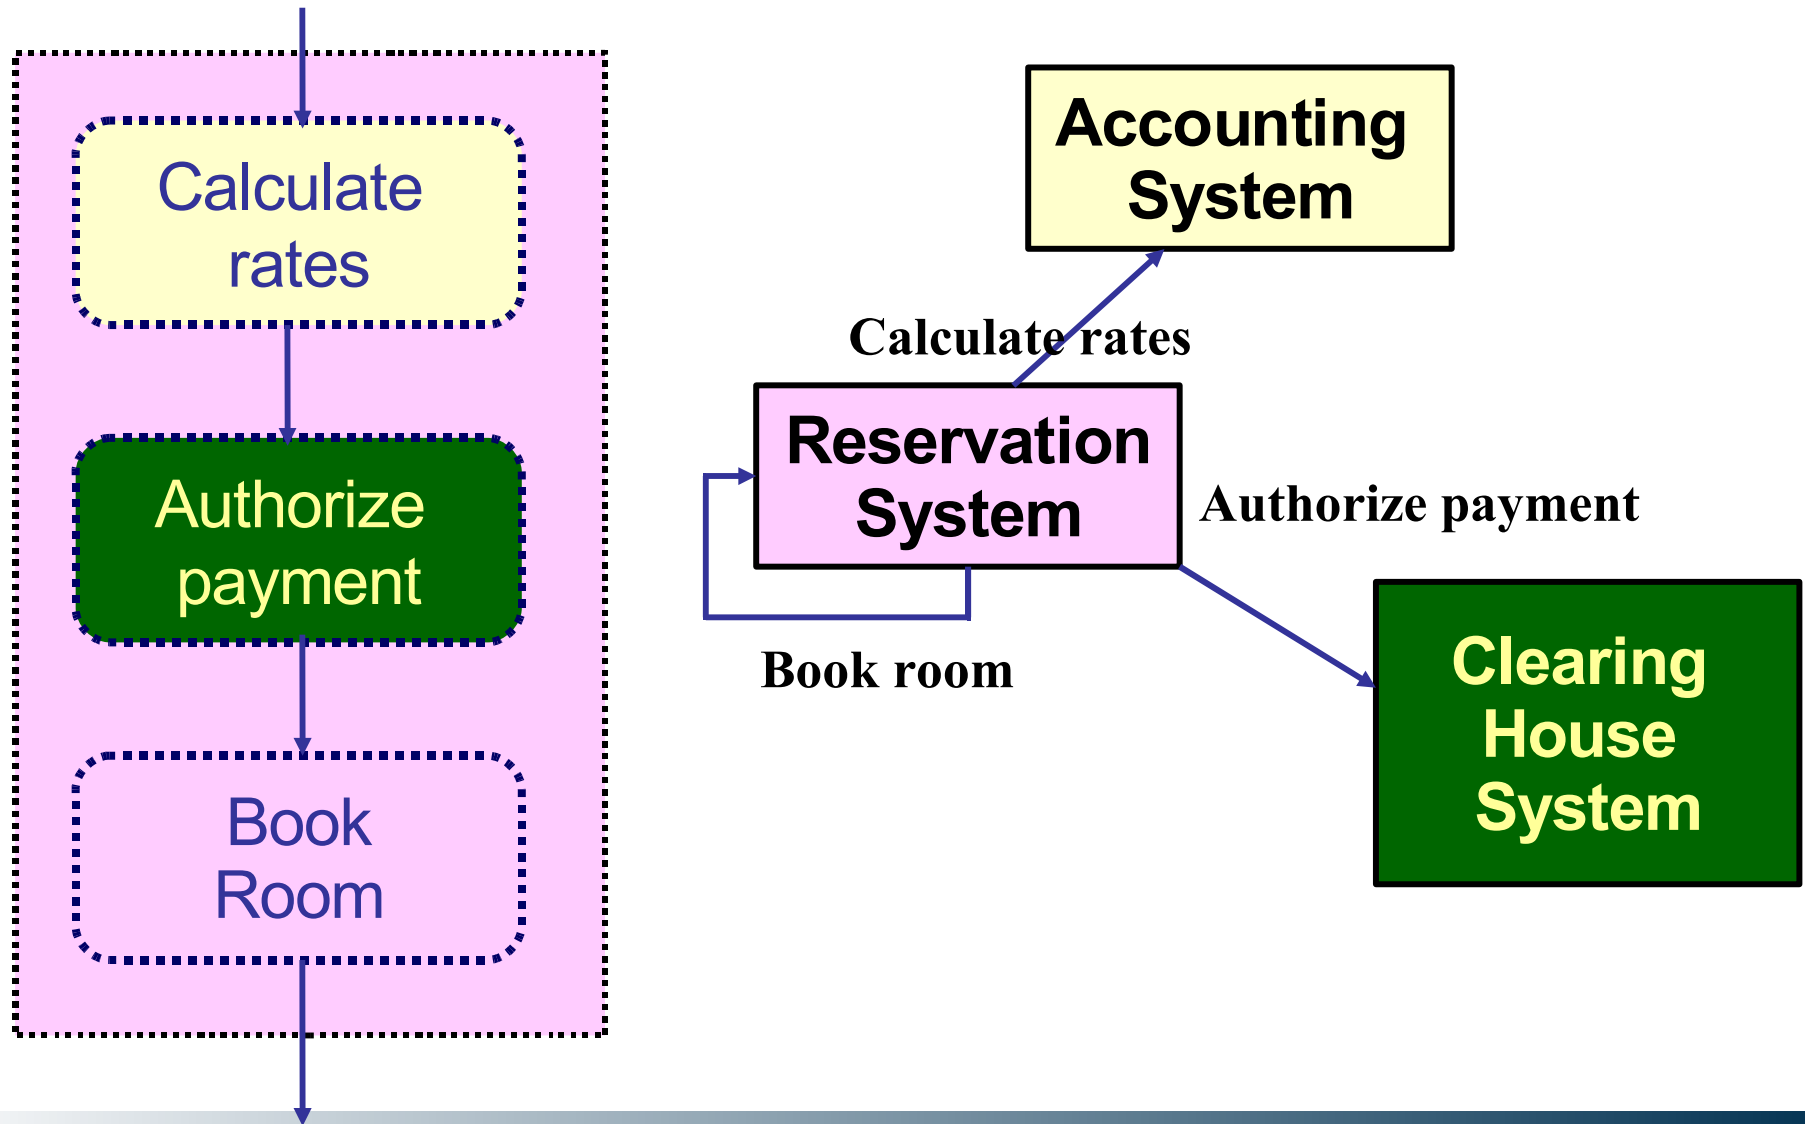 Calculate
rates
Authorize
payment
Book
Room
Accounting
System
Calculate rates
Reservation
System
Authorize payment
Book room
Clearing
House
System